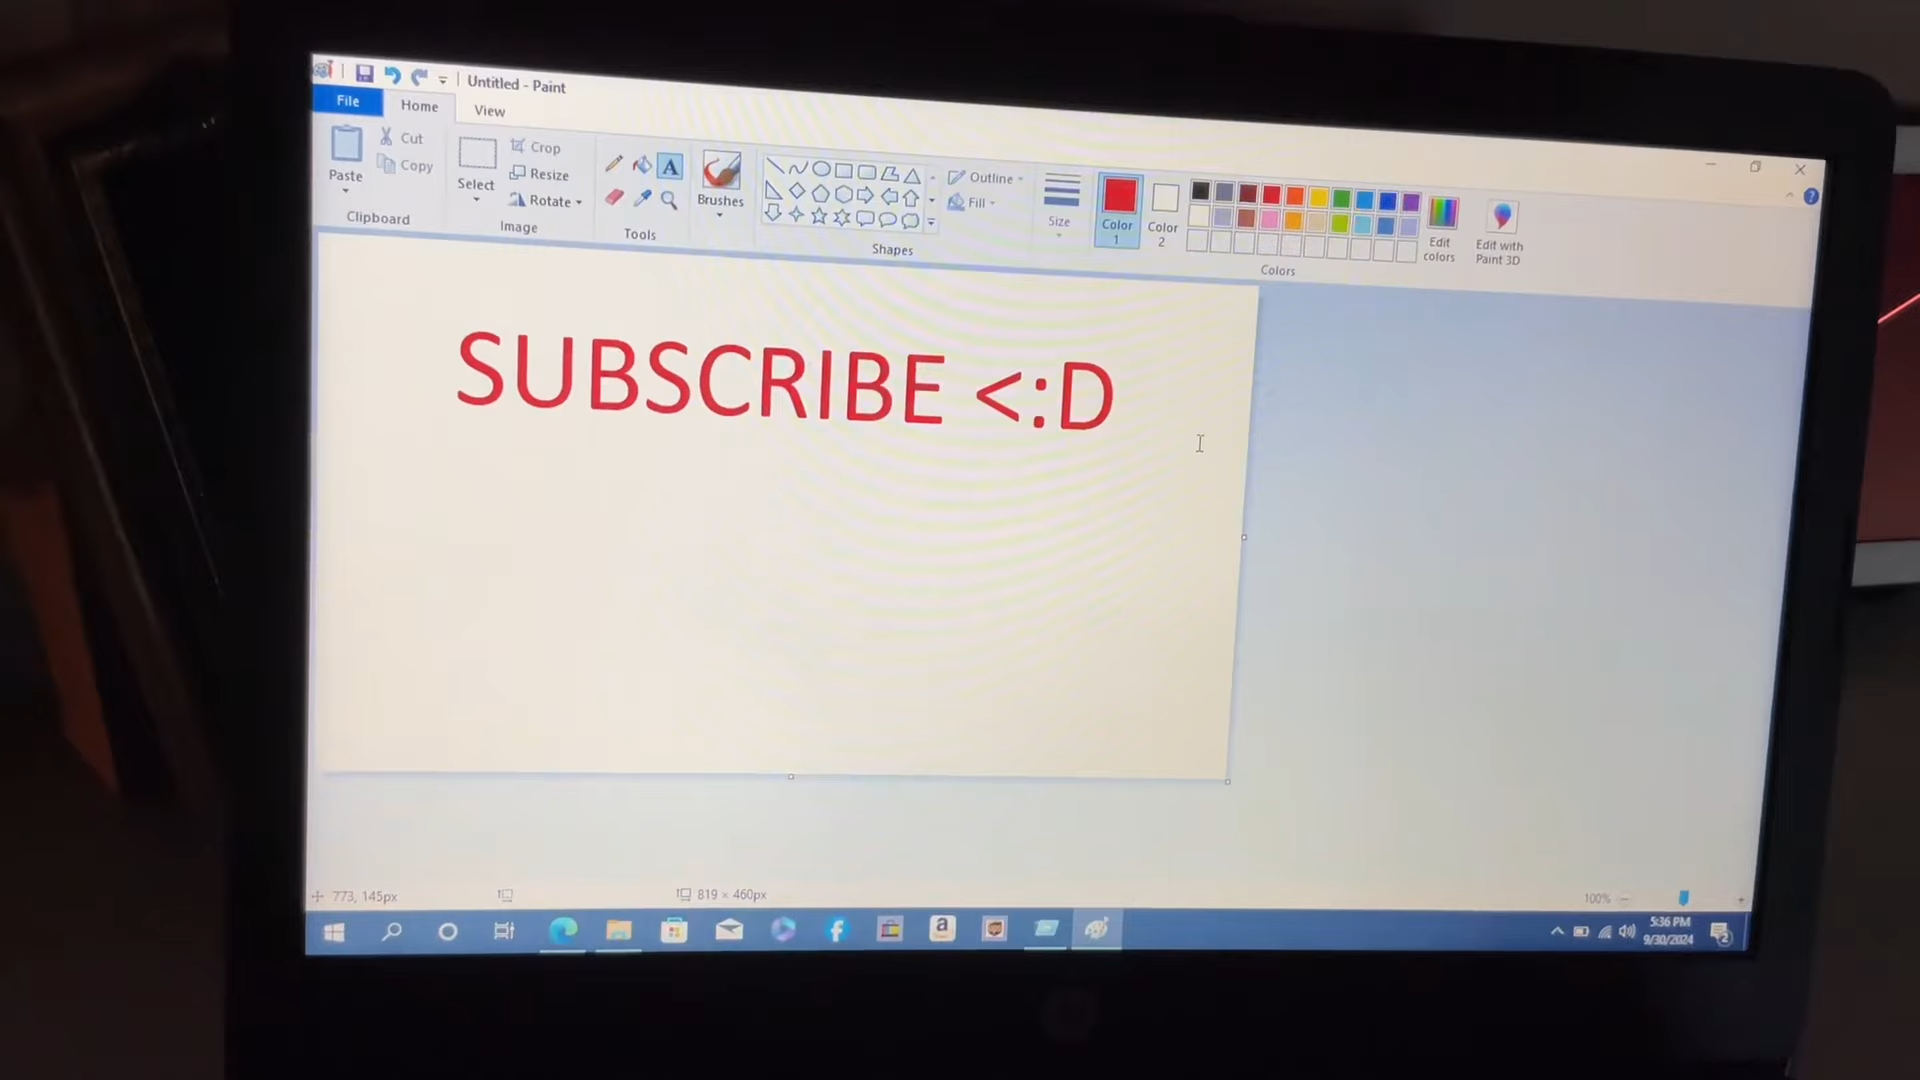 Untitled - Paint
File
Home
View
Paste
Cut
Copy
Clipboard
Select
Crop
Resize
Rotate
Image
A
Tools
Brushes
Shapes
Outline
Fill
Size
Color 1
Color 2
Colors
Edit colors
Edit with Paint 3D
SUBSCRIBE <:D
773, 145px
819 × 460px
100%
5:36 PM
9/30/2024